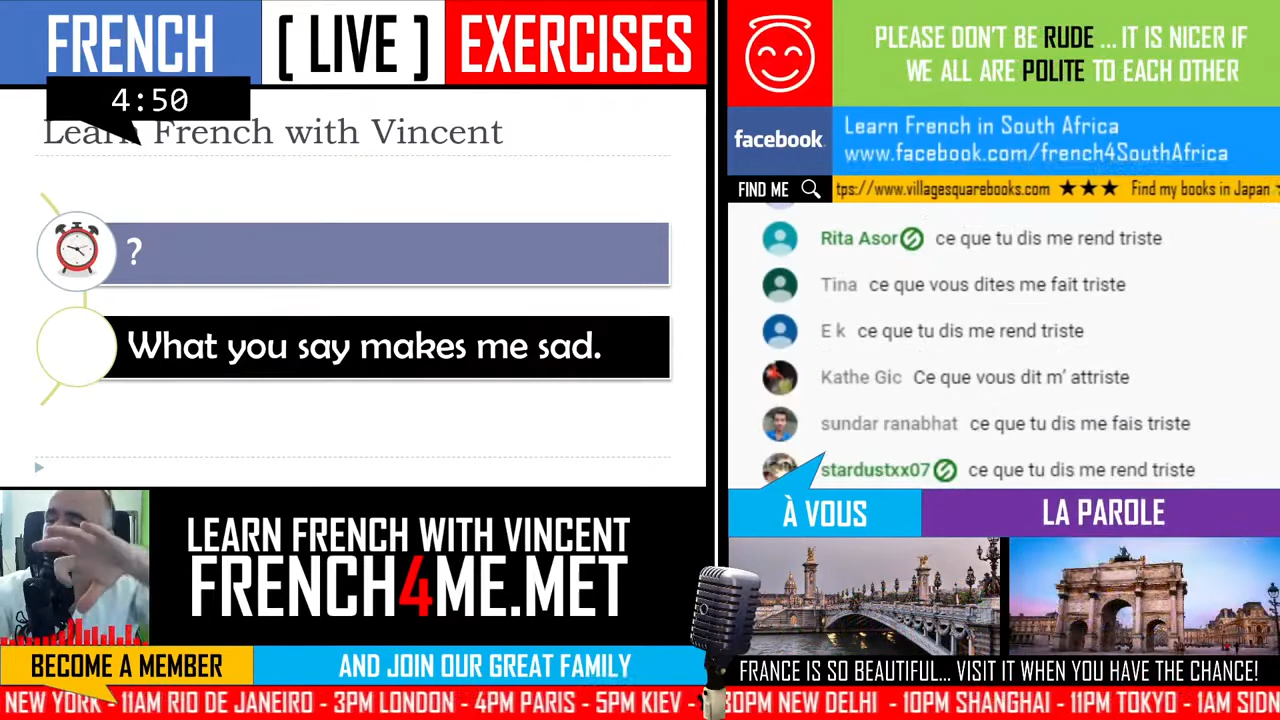 FRENCH
[ LIVE ]
EXERCISES
4:50
Learn French with Vincent
?
What you say makes me sad.
LEARN FRENCH WITH VINCENT
FRENCH4ME.MET
BECOME A MEMBER
AND JOIN OUR GREAT FAMILY
PLEASE DON'T BE RUDE ... IT IS NICER IF
WE ALL ARE POLITE TO EACH OTHER
facebook.
Learn French in South Africa
www.facebook.com/french4SouthAfrica
FIND ME
tps://www.villagesquarebooks.com ★★★ Find my books in Japan
Rita Asor ce que tu dis me rend triste
Tina ce que vous dites me fait triste
E k ce que tu dis me rend triste
Kathe Gic Ce que vous dit m' attriste
sundar ranabhat ce que tu dis me fais triste
stardustxx07 ce que tu dis me rend triste
À VOUS
LA PAROLE
FRANCE IS SO BEAUTIFUL... VISIT IT WHEN YOU HAVE THE CHANCE!
NEW YORK - 11AM RIO DE JANEIRO - 3PM LONDON - 4PM PARIS - 5PM KIEV - :30PM NEW DELHI - 10PM SHANGHAI - 11PM TOKYO - 1AM SIDN